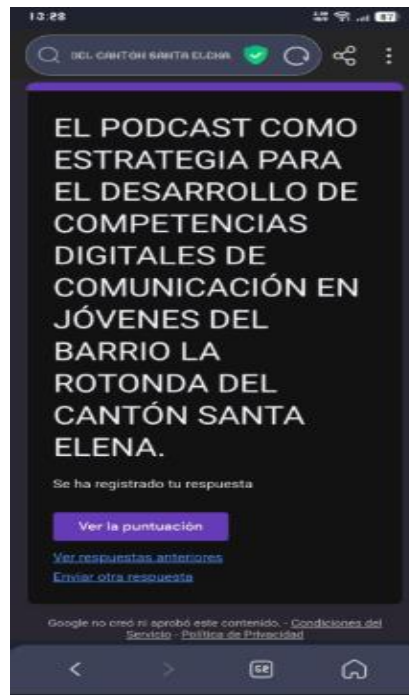 13:28
87
DEL CANTÓN SANTA ELENA
EL PODCAST COMO
ESTRATEGIA PARA
EL DESARROLLO DE
COMPETENCIAS
DIGITALES DE
COMUNICACIÓN EN
JÓVENES DEL
BARRIO LA
ROTONDA DEL
CANTÓN SANTA
ELENA.
Se ha registrado tu respuesta
Ver la puntuación
Ver respuestas anteriores
Enviar otra respuesta
Google no creó ni aprobó este contenido. - Condiciones del
Servicio - Política de Privacidad